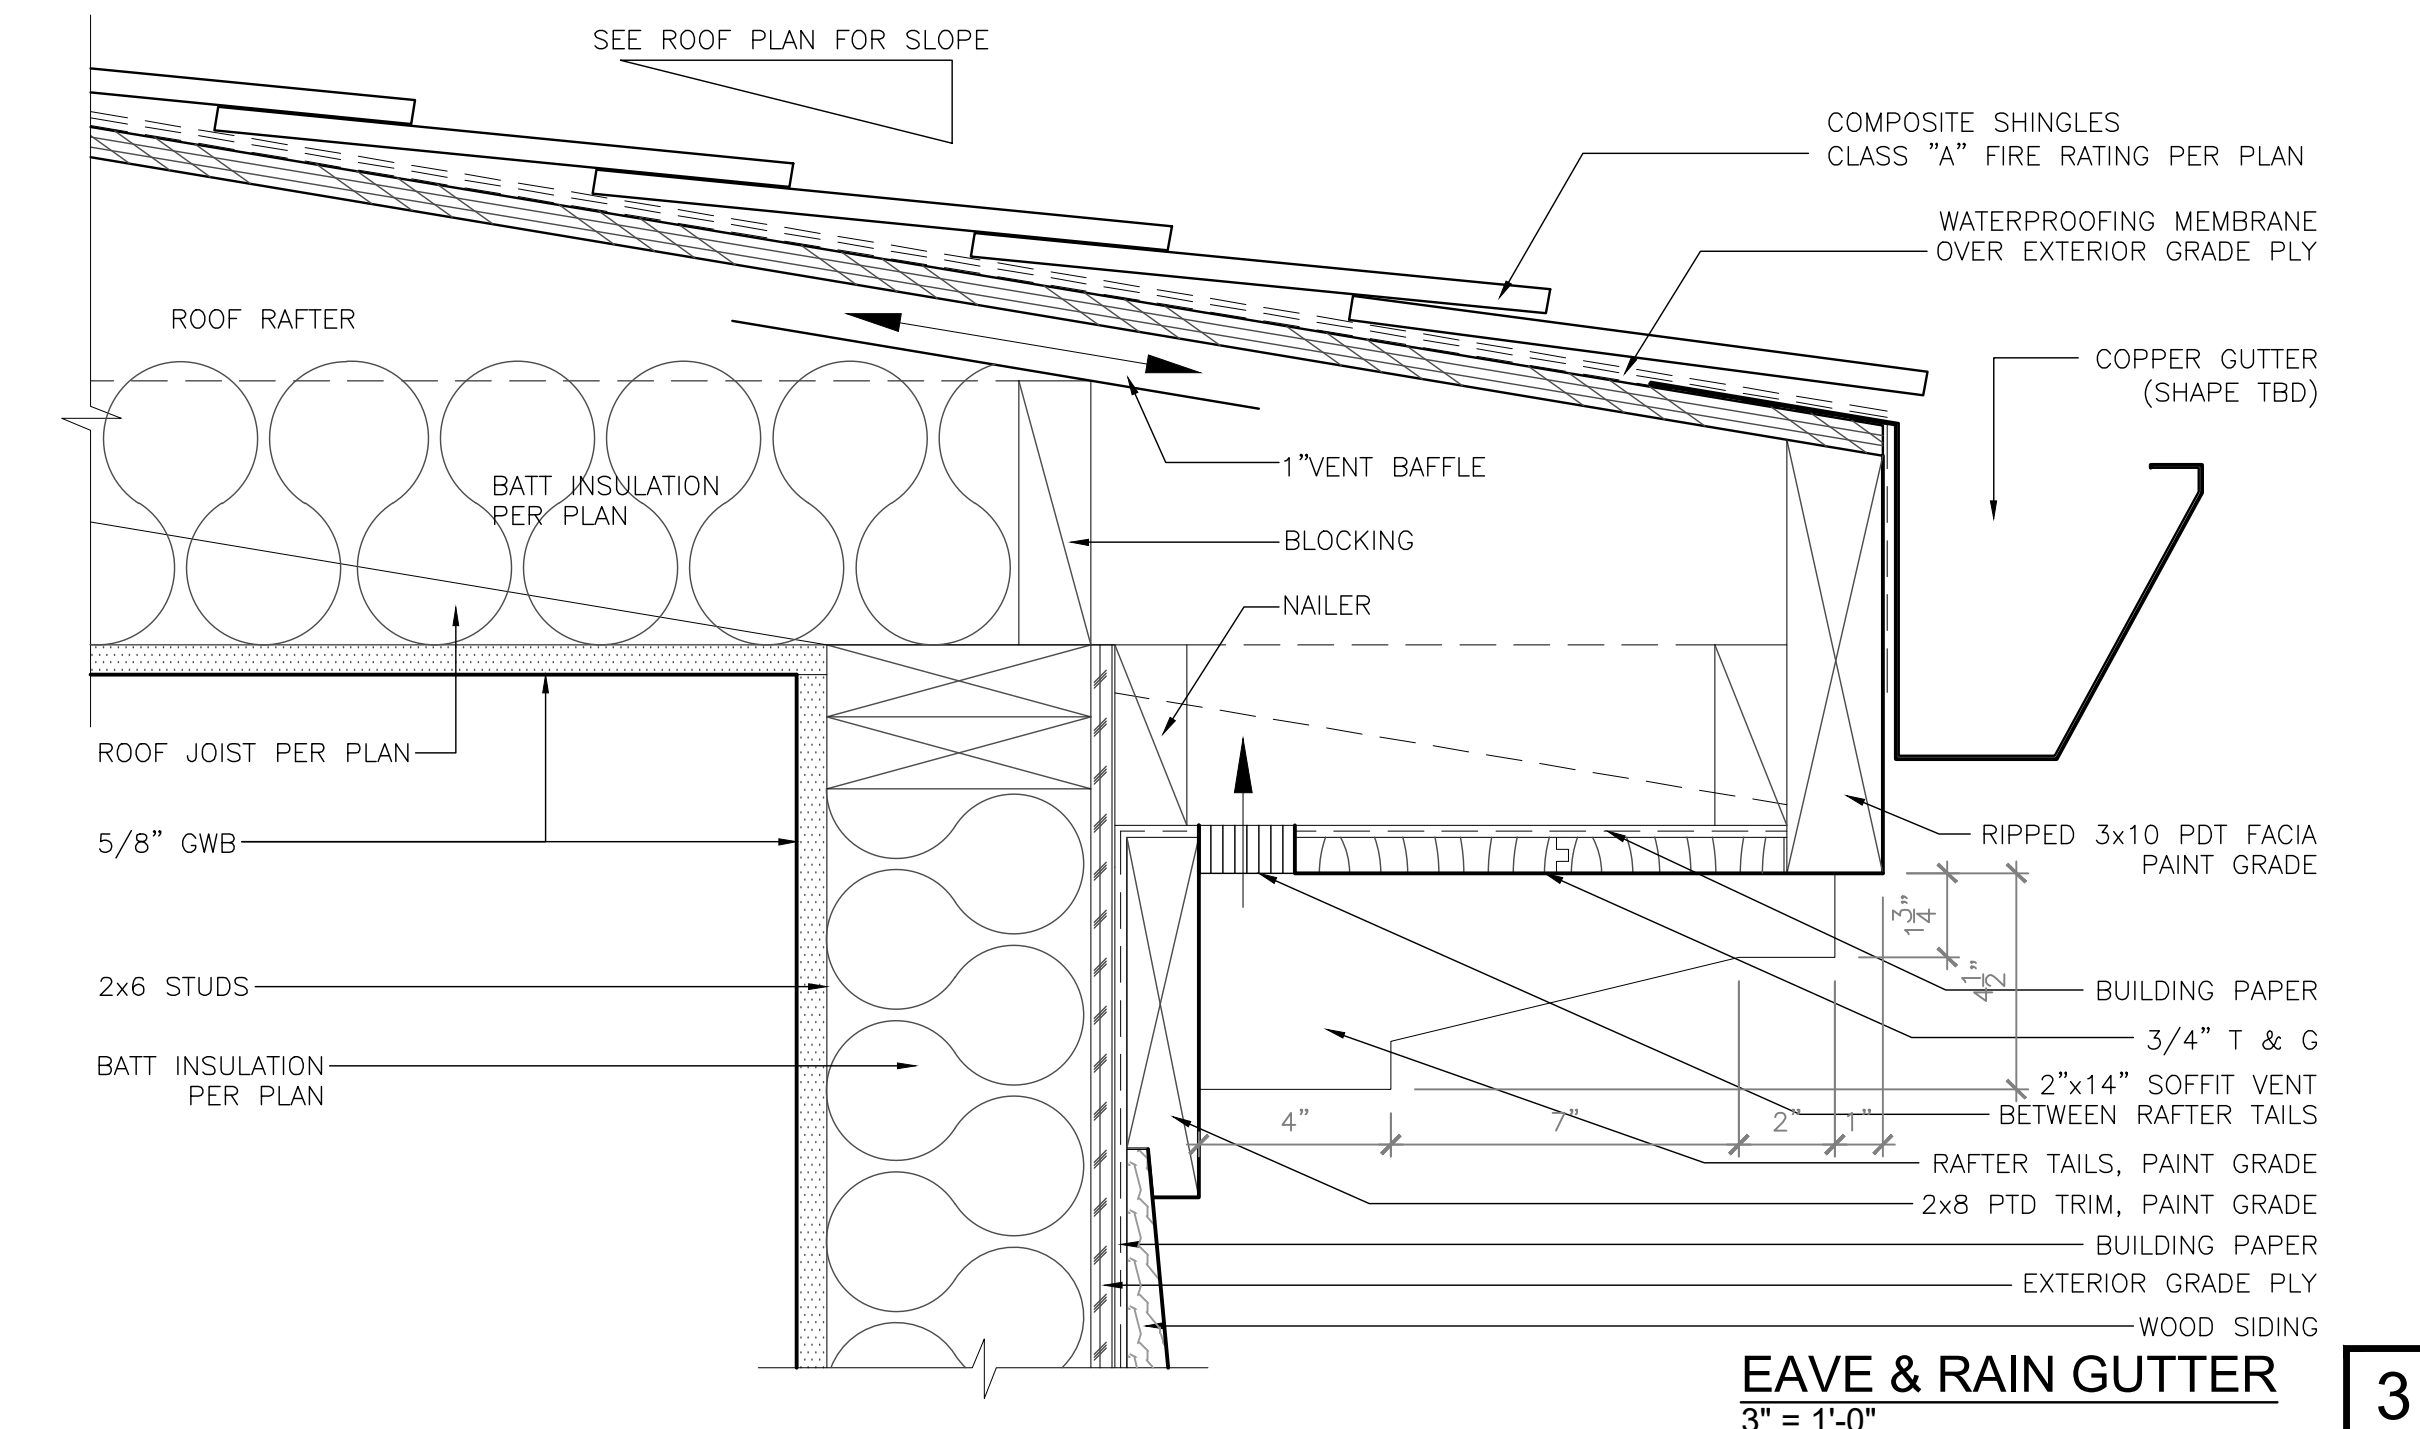 SEE ROOF PLAN FOR SLOPE
COMPOSITE SHINGLES
CLASS "A" FIRE RATING PER PLAN
WATERPROOFING MEMBRANE
OVER EXTERIOR GRADE PLY
ROOF RAFTER
COPPER GUTTER
(SHAPE TBD)
1"VENT BAFFLE
BATT INSULATION
PER PLAN
BLOCKING
NAILER
ROOF JOIST PER PLAN
5/8" GWB
RIPPED 3x10 PDT FACIA
PAINT GRADE
1 3/4"
4 1/2"
2x6 STUDS
BUILDING PAPER
3/4" T & G
BATT INSULATION
PER PLAN
2"x14" SOFFIT VENT
BETWEEN RAFTER TAILS
4"
7"
2"
1"
RAFTER TAILS, PAINT GRADE
2x8 PTD TRIM, PAINT GRADE
BUILDING PAPER
EXTERIOR GRADE PLY
WOOD SIDING
EAVE & RAIN GUTTER
3" = 1'-0"
3